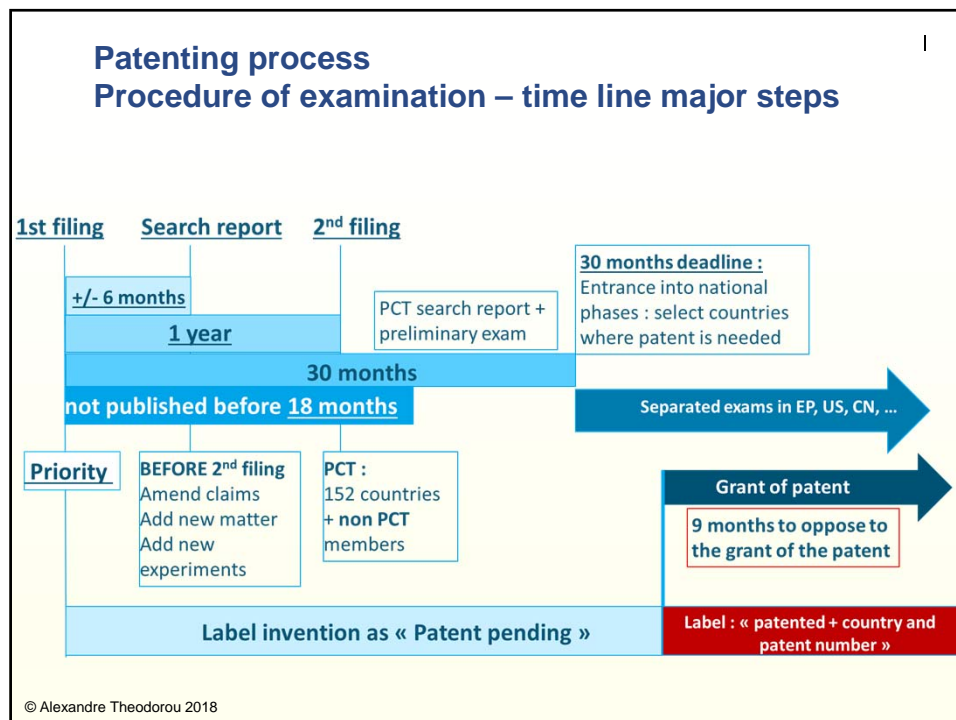 Patenting process
Procedure of examination – time line major steps
l
1st filing
Search report
2nd filing
+/- 6 months
1 year
30 months
not published before 18 months
PCT search report +
preliminary exam
30 months deadline :
Entrance into national
phases : select countries
where patent is needed
Separated exams in EP, US, CN, …
Priority
BEFORE 2nd filing
Amend claims
Add new matter
Add new
experiments
PCT :
152 countries
+ non PCT
members
Grant of patent
9 months to oppose to
the grant of the patent
Label invention as « Patent pending »
Label : « patented + country and
patent number »
© Alexandre Theodorou 2018